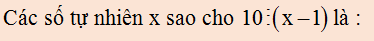 Các số tự nhiên x sao cho 10⋮(x−1) là :